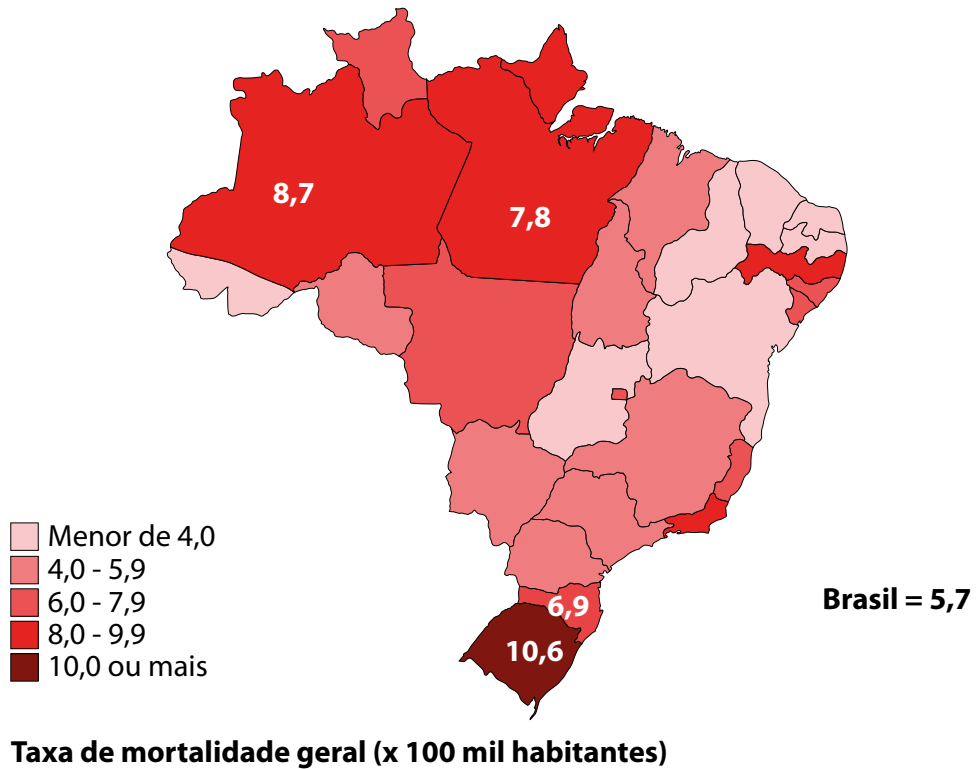 8,7
7,8
Menor de 4,0
4,0 - 5,9
6,0 - 7,9
8,0 - 9,9
10,0 ou mais
6,9
10,6
Brasil = 5,7
Taxa de mortalidade geral (x 100 mil habitantes)